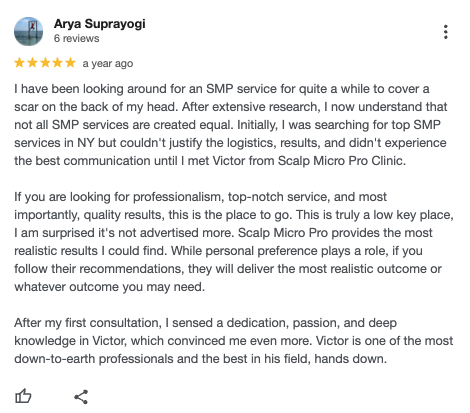 Arya Suprayogi
6 reviews
a year ago
I have been looking around for an SMP service for quite a while to cover a
scar on the back of my head. After extensive research, I now understand that
not all SMP services are created equal. Initially, I was searching for top SMP
services in NY but couldn't justify the logistics, results, and didn't experience
the best communication until I met Victor from Scalp Micro Pro Clinic.
If you are looking for professionalism, top-notch service, and most
importantly, quality results, this is the place to go. This is truly a low key place,
I am surprised it's not advertised more. Scalp Micro Pro provides the most
realistic results I could find. While personal preference plays a role, if you
follow their recommendations, they will deliver the most realistic outcome or
whatever outcome you may need.
After my first consultation, I sensed a dedication, passion, and deep
knowledge in Victor, which convinced me even more. Victor is one of the most
down-to-earth professionals and the best in his field, hands down.